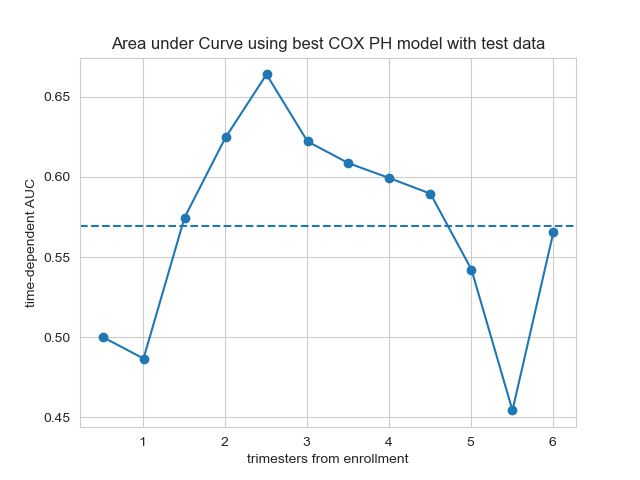 Area under Curve using best COX PH model with test data
time-dependent AUC
0.65
0.60
0.55
0.50
0.45
1 2 3 4 5 6
trimesters from enrollment